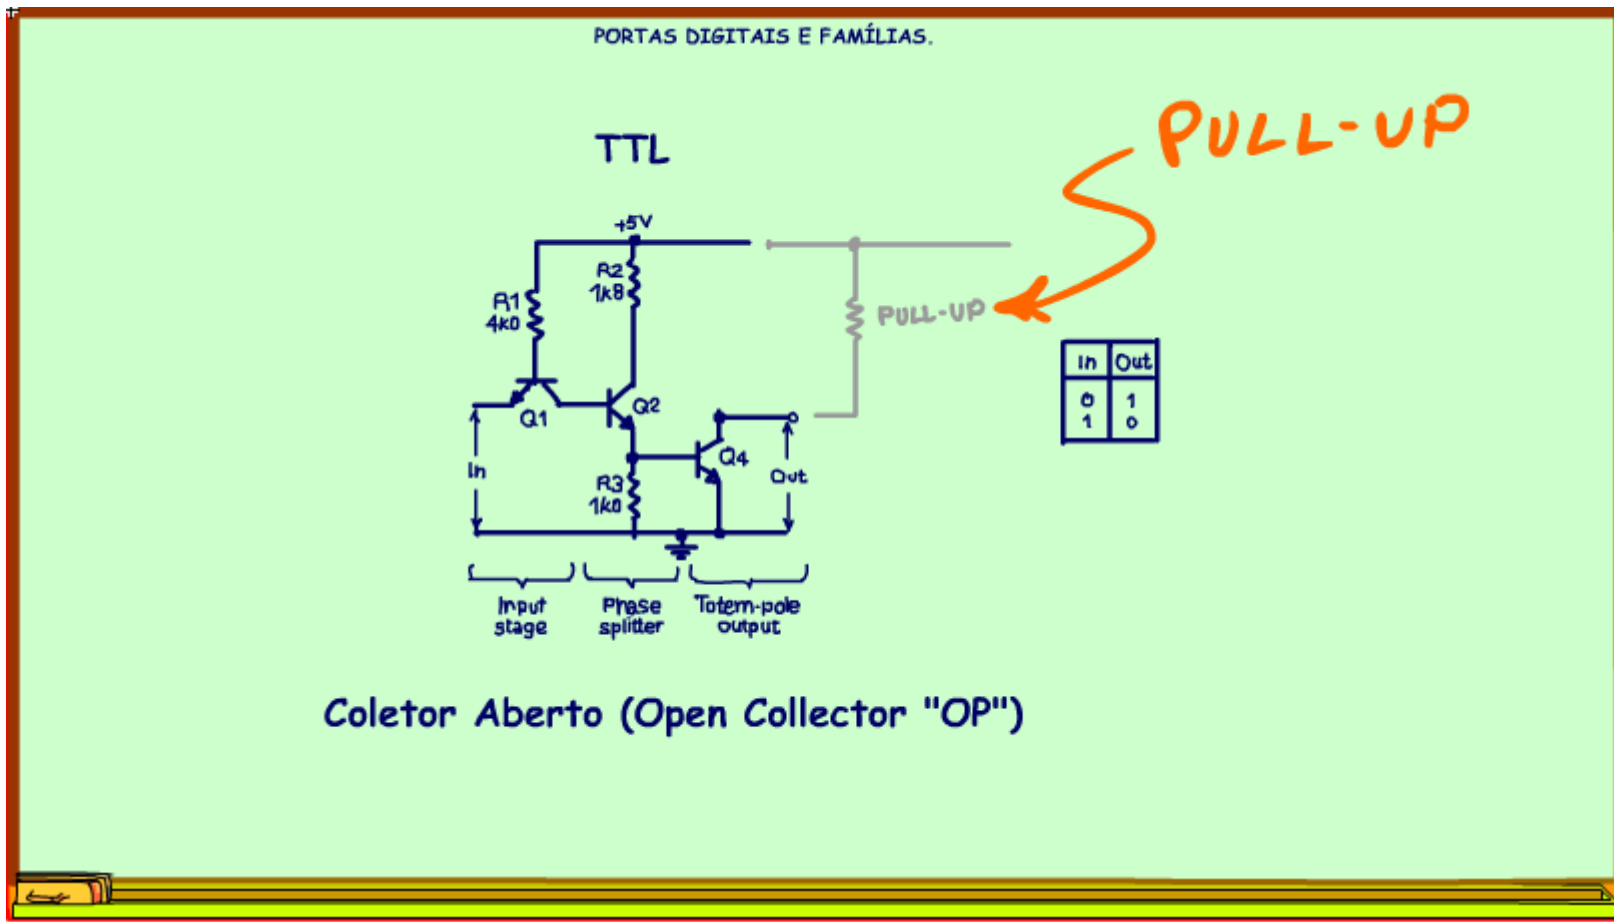 PORTAS DIGITAIS E FAMÍLIAS.
PULL-UP
TTL
+5V
R2
1k8
R1
4k0
PULL-UP
In Out
0 1
1 0
Q1
Q2
Q4
In
Out
R3
1k0
Input
stage
Phase
splitter
Totem-pole
output
Coletor Aberto (Open Collector "OP")